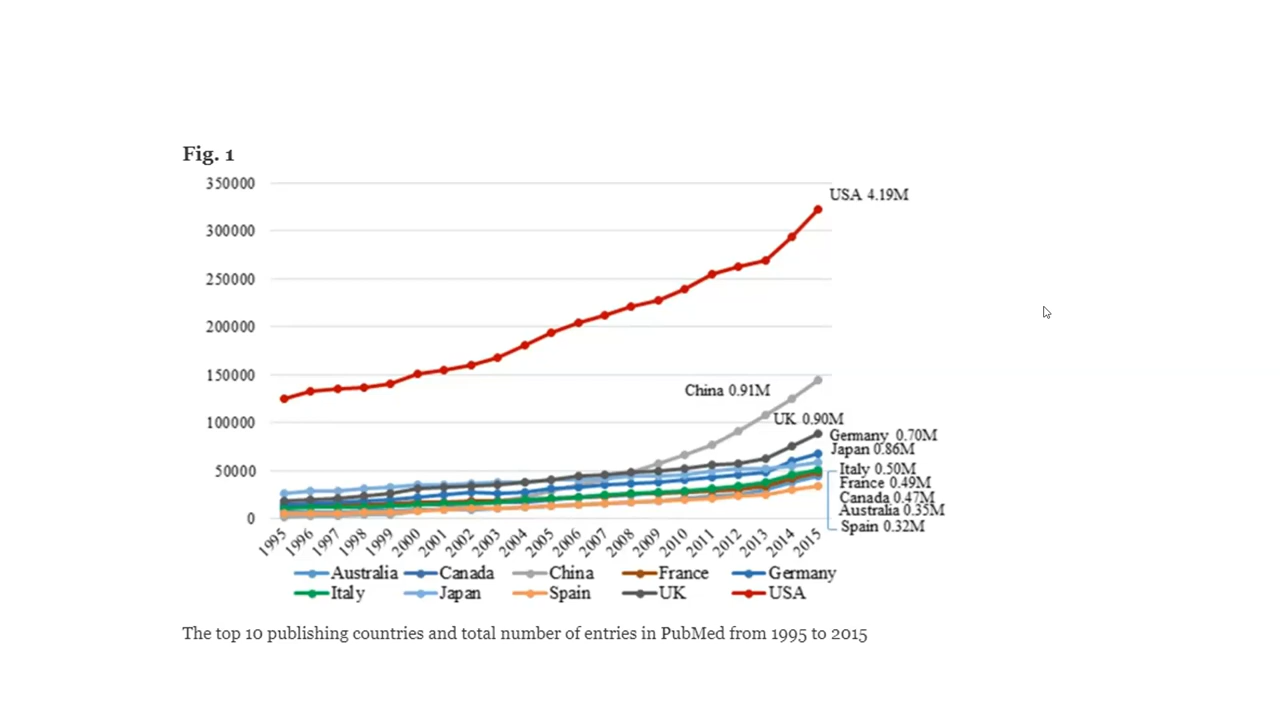 Fig. 1
350000
300000
250000
200000
150000
100000
50000
0
USA 4.19M
China 0.91M
UK 0.90M
Germany 0.70M
Japan 0.86M
Italy 0.50M
France 0.49M
Canada 0.47M
Australia 0.35M
Spain 0.32M
1995 1996 1997 1998 1999 2000 2001 2002 2003 2004 2005 2006 2007 2008 2009 2010 2011 2012 2013 2014 2015
Australia Canada China France Germany
Italy Japan Spain UK USA
The top 10 publishing countries and total number of entries in PubMed from 1995 to 2015